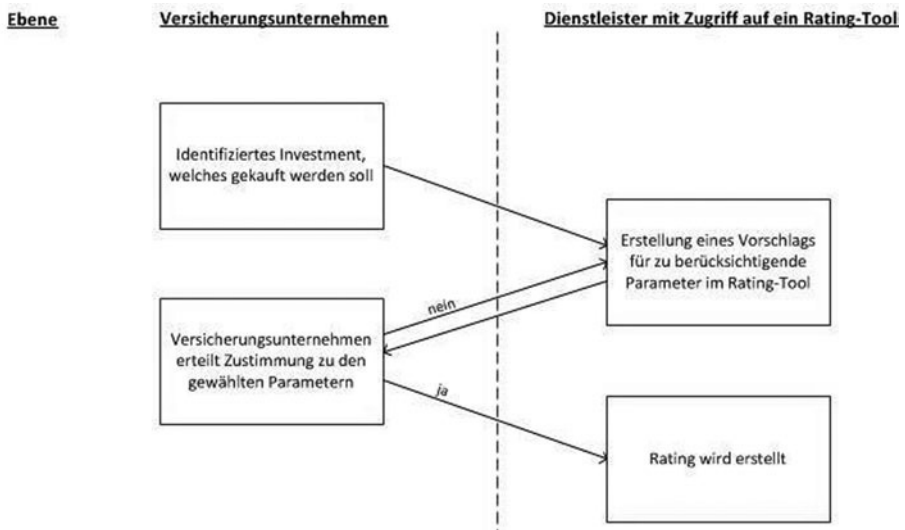 Ebene
Versicherungsunternehmen
Dienstleister mit Zugriff auf ein Rating-Tool
Identifiziertes Investment,
welches gekauft werden soll
Erstellung eines Vorschlags
für zu berücksichtigende
Parameter im Rating-Tool
nein
Versicherungsunternehmen
erteilt Zustimmung zu den
gewählten Parametern
ja
Rating wird erstellt